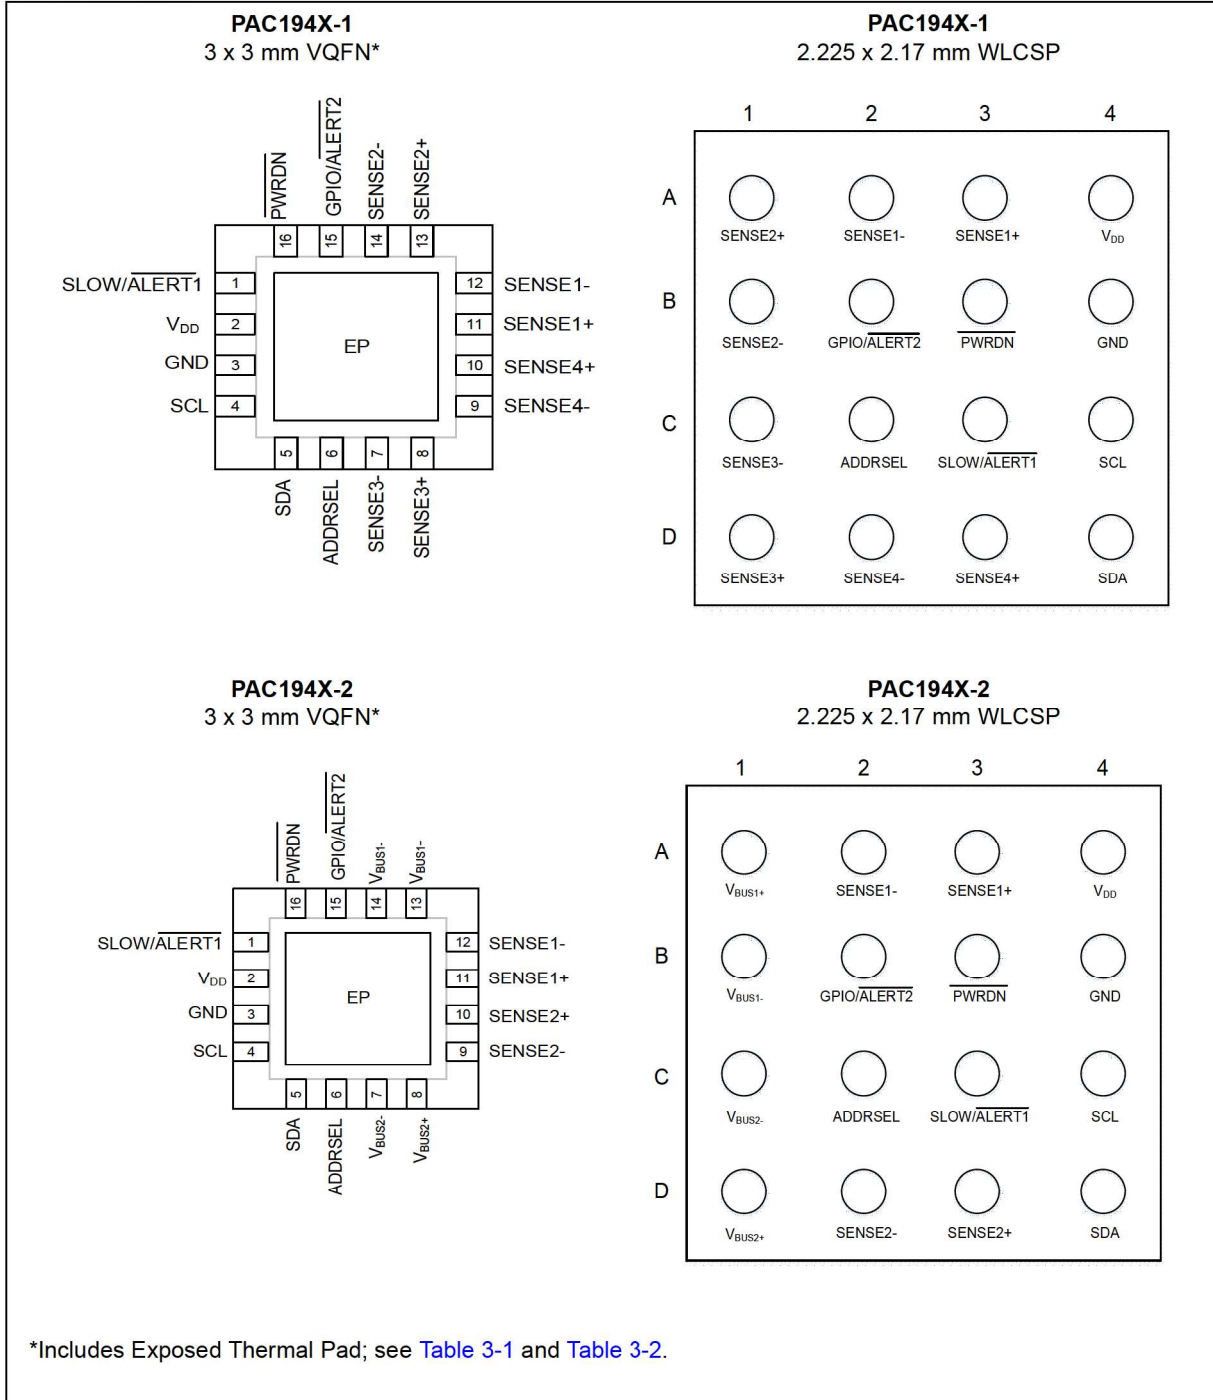 PAC194X-1
3 x 3 mm VQFN*
PWRDN
GPIO/ALERT2
SENSE2-
SENSE2+
16
15
14
13
SLOW/ALERT1
1
VDD
2
GND
3
SCL
4
EP
12
SENSE1-
11
SENSE1+
10
SENSE4+
9
SENSE4-
5
6
7
8
SDA
ADDRSEL
SENSE3-
SENSE3+
PAC194X-1
2.225 x 2.17 mm WLCSP
1 2 3 4
A
SENSE2+ SENSE1- SENSE1+ VDD
B
SENSE2- GPIO/ALERT2 PWRDN GND
C
SENSE3- ADDRSEL SLOW/ALERT1 SCL
D
SENSE3+ SENSE4- SENSE4+ SDA
PAC194X-2
3 x 3 mm VQFN*
PWRDN
GPIO/ALERT2
VBUS1-
VBUS1-
16
15
14
13
SLOW/ALERT1
1
VDD
2
GND
3
SCL
4
EP
12
SENSE1-
11
SENSE1+
10
SENSE2+
9
SENSE2-
5
6
7
8
SDA
ADDRSEL
VBUS2-
VBUS2+
PAC194X-2
2.225 x 2.17 mm WLCSP
1 2 3 4
A
VBUS1+ SENSE1- SENSE1+ VDD
B
VBUS1- GPIO/ALERT2 PWRDN GND
C
VBUS2- ADDRSEL SLOW/ALERT1 SCL
D
VBUS2+ SENSE2- SENSE2+ SDA
*Includes Exposed Thermal Pad; see Table 3-1 and Table 3-2.